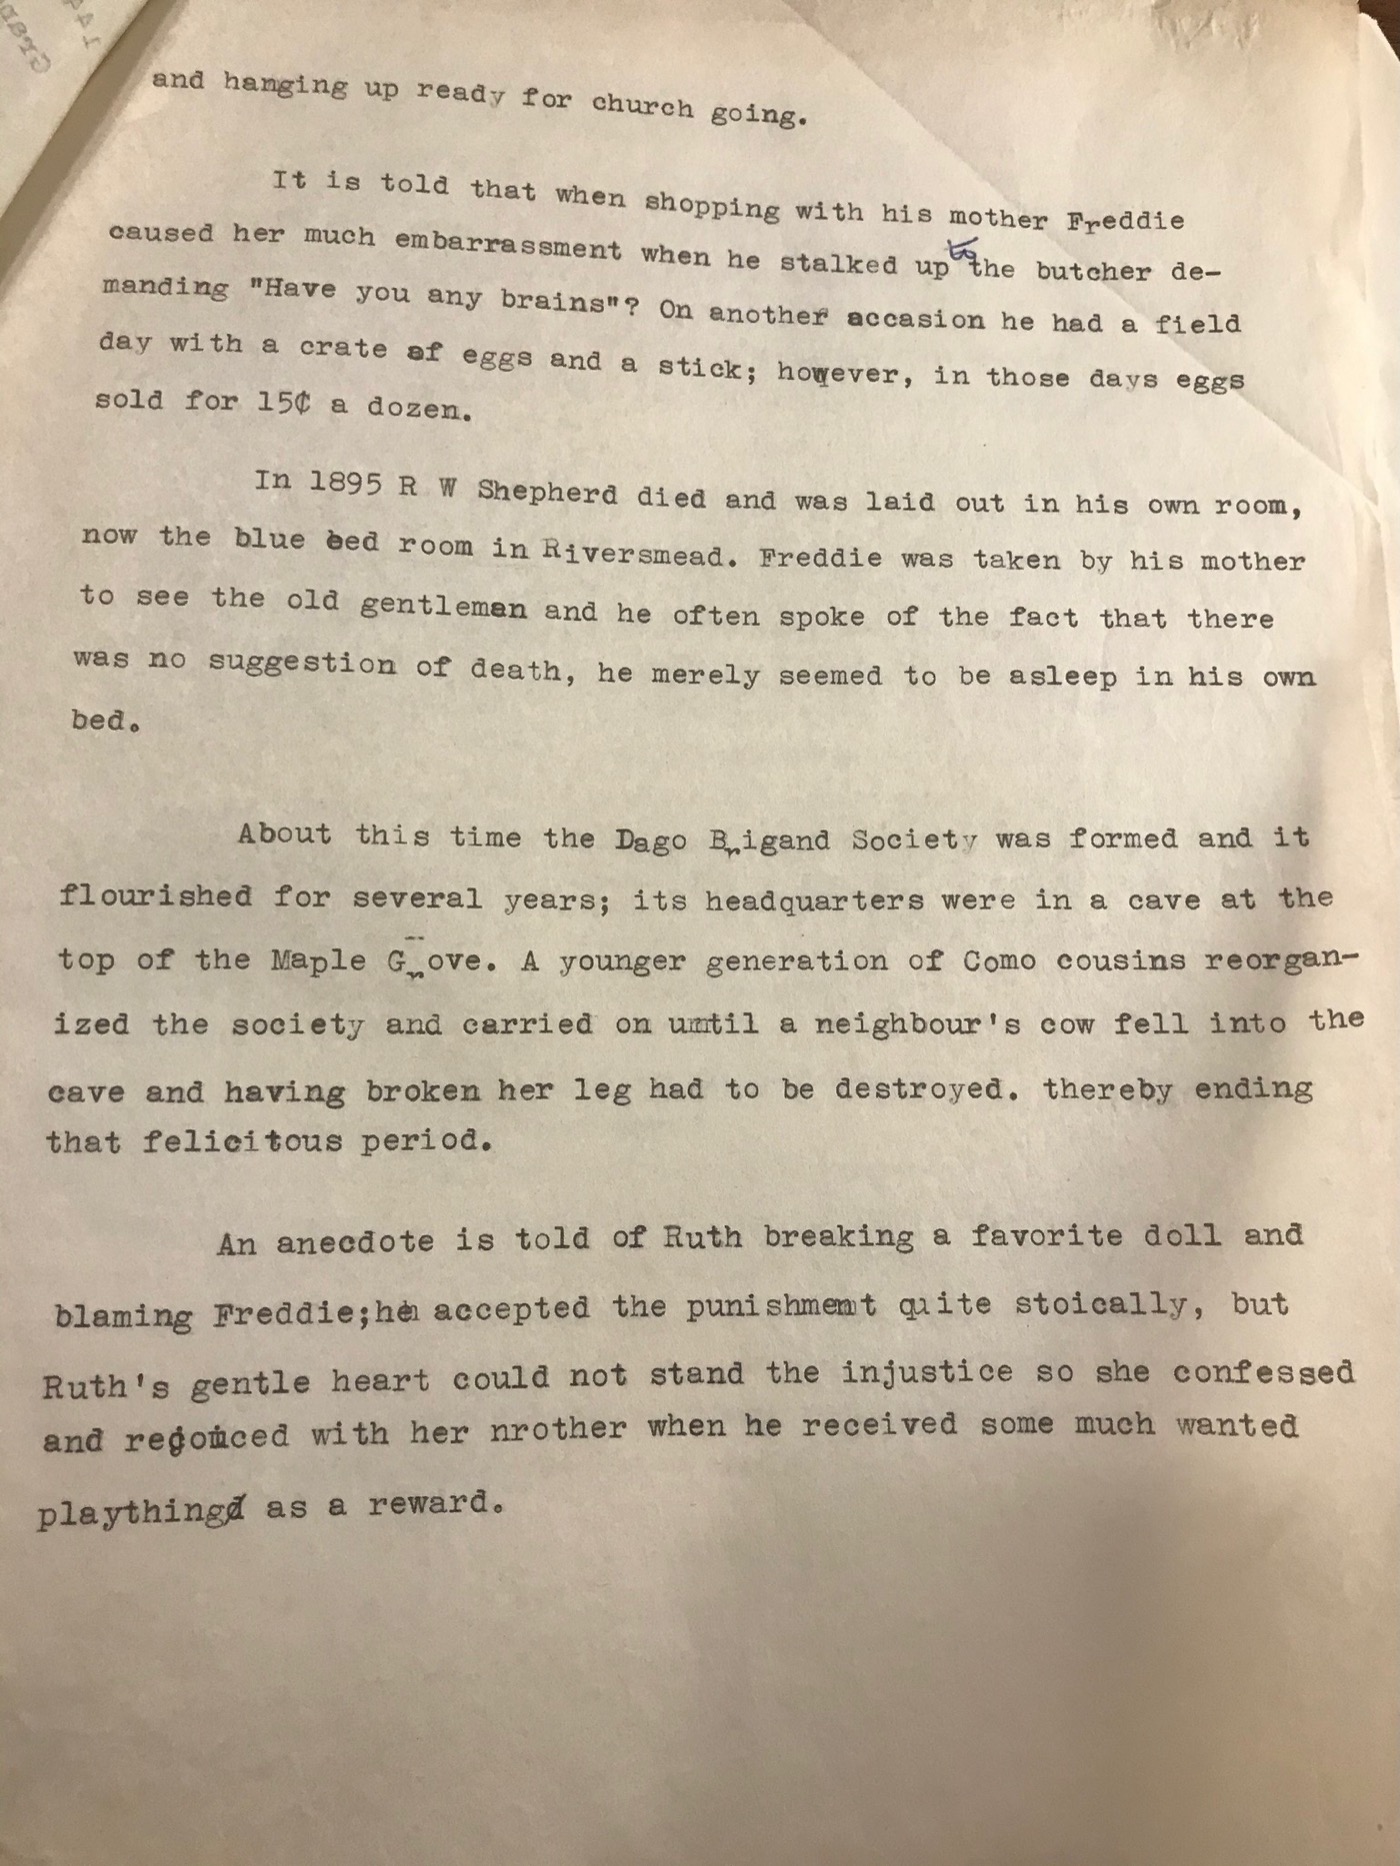 and hanging up ready for church going.
It is told that when shopping with his mother Freddie
caused her much embarrassment when he stalked up to the butcher de-
manding "Have you any brains"? On another accasion he had a field
day with a crate of eggs and a stick; however, in those days eggs
sold for 15¢ a dozen.
In 1895 R W Shepherd died and was laid out in his own room,
now the blue bed room in Riversmead. Freddie was taken by his mother
to see the old gentleman and he often spoke of the fact that there
was no suggestion of death, he merely seemed to be asleep in his own
bed.
About this time the Dago Brigand Society was formed and it
flourished for several years; its headquarters were in a cave at the
top of the Maple Grove. A younger generation of Como cousins reorgan-
ized the society and carried on until a neighbour's cow fell into the
cave and having broken her leg had to be destroyed. thereby ending
that felicitous period.
An anecdote is told of Ruth breaking a favorite doll and
blaming Freddie;he accepted the punishment quite stoically, but
Ruth's gentle heart could not stand the injustice so she confessed
and rejoiced with her nrother when he received some much wanted
plaything as a reward.